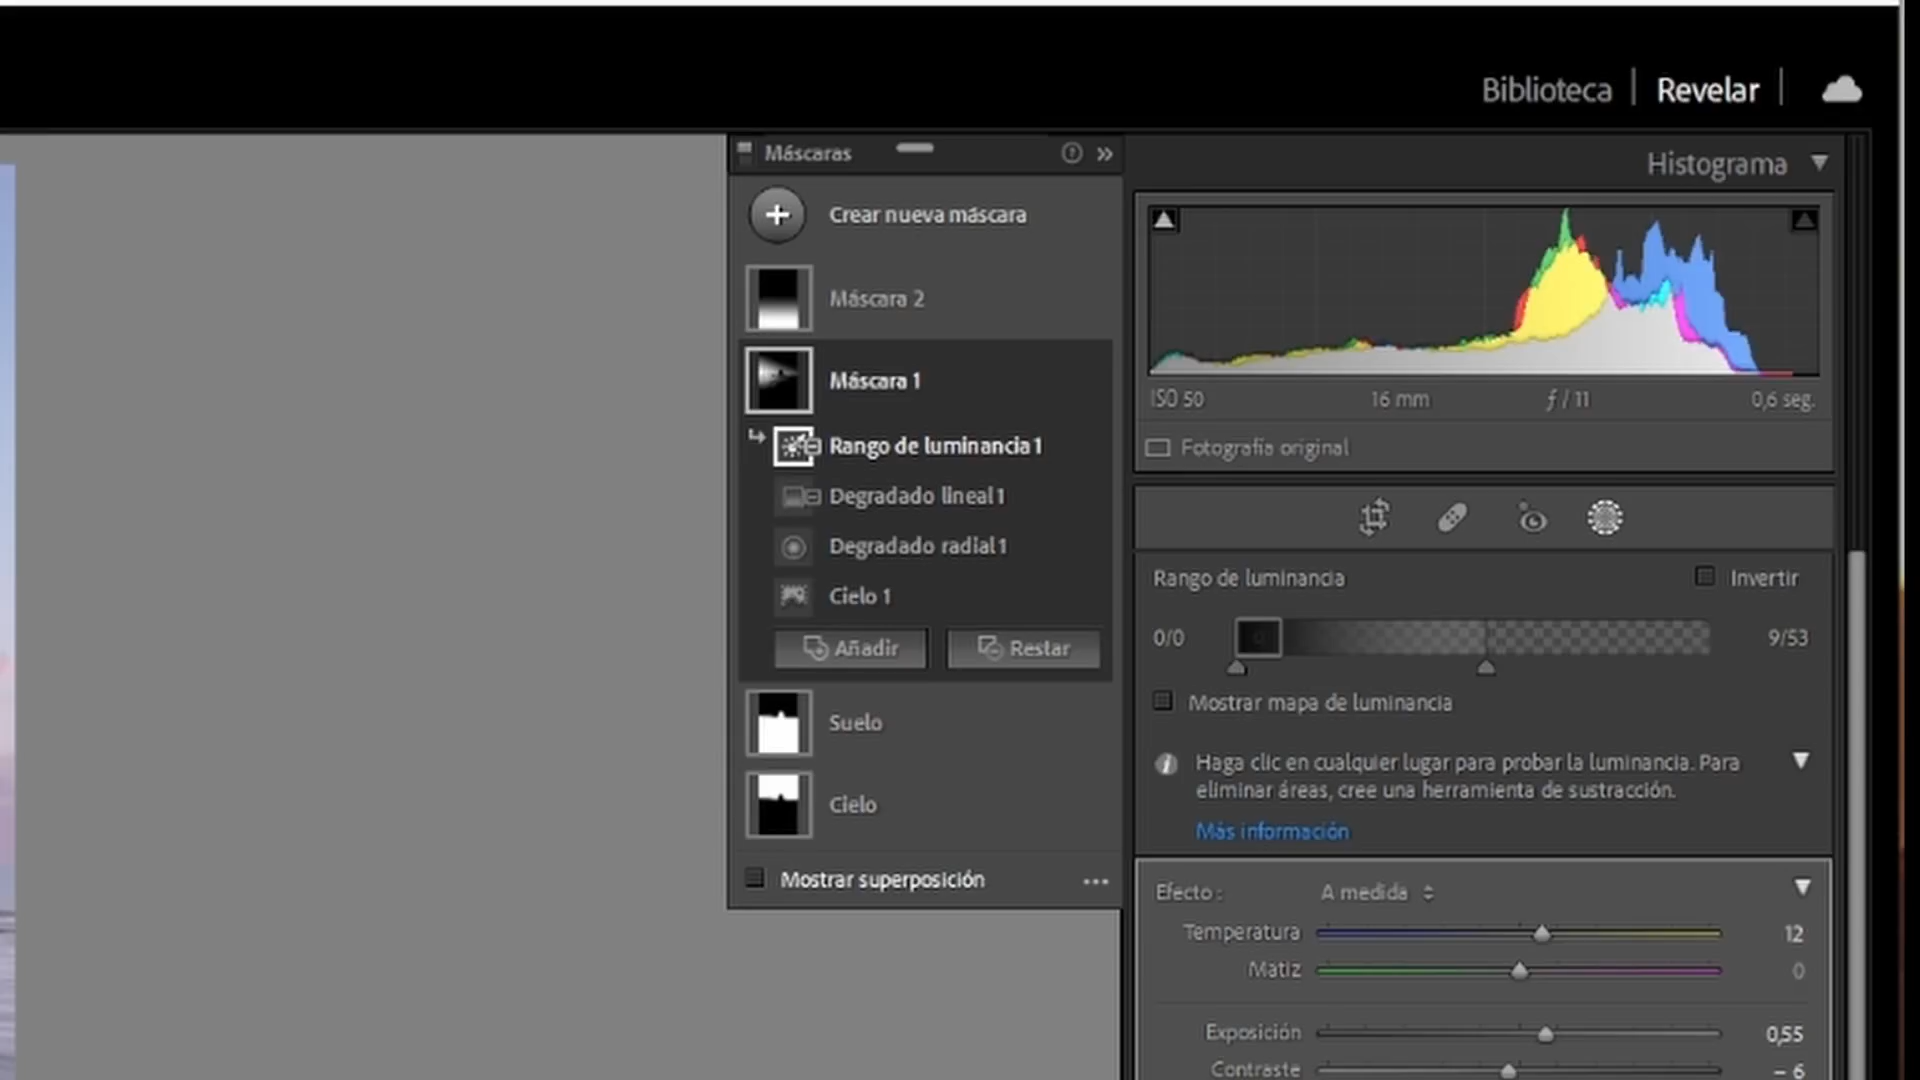 Biblioteca | Revelar |
Máscaras
Crear nueva máscara
Máscara 2
Máscara 1
Rango de luminancia 1
Degradado lineal 1
Degradado radial 1
Cielo 1
Añadir Restar
Suelo
Cielo
Mostrar superposición
Histograma
ISO 50 16 mm ƒ / 11 0,6 seg.
Fotografía original
Rango de luminancia Invertir
0/0 9/53
Mostrar mapa de luminancia
Haga clic en cualquier lugar para probar la luminancia. Para
eliminar áreas, cree una herramienta de sustracción.
Más información
Efecto : A medida
Temperatura 12
Matiz 0
Exposición 0,55
Contraste – 6